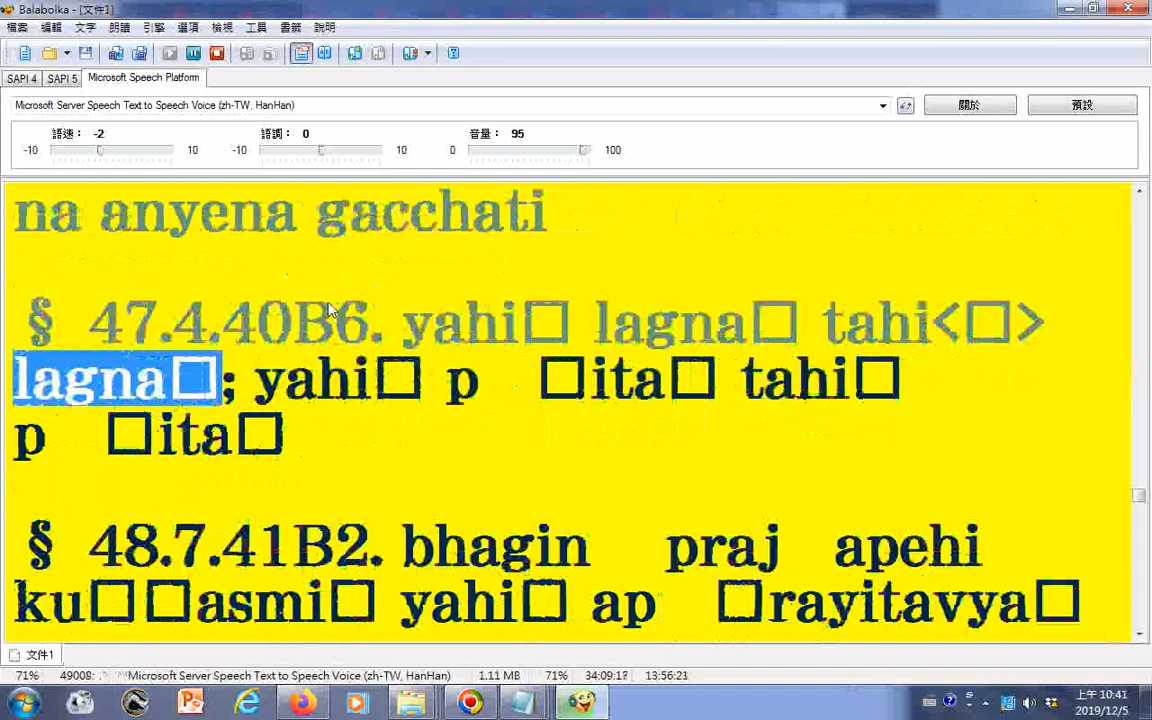 Balabolka - [文件1]
檔案 編輯 文字 朗讀 引擎 選項 檢視 工具 書籤 說明
SAPI 4 SAPI 5 Microsoft Speech Platform
Microsoft Server Speech Text to Speech Voice (zh-TW, HanHan) 關於 預設
語速： -2 語調： 0 音量： 95
-10 10 -10 10 0 100
na anyena gacchati
§ 47.4.40B6. yahi□ lagna□ tahi<□>
lagna□; yahi□ p □ita□ tahi□
p □ita□
§ 48.7.41B2. bhagin praj apehi
ku□□asmi□ yahi□ ap □rayitavya□
文件1
71% 49008: Microsoft Server Speech Text to Speech Voice (zh-TW, HanHan) 1.11 MB 71% 34:09:18 13:56:23
上午 10:41
2019/12/5